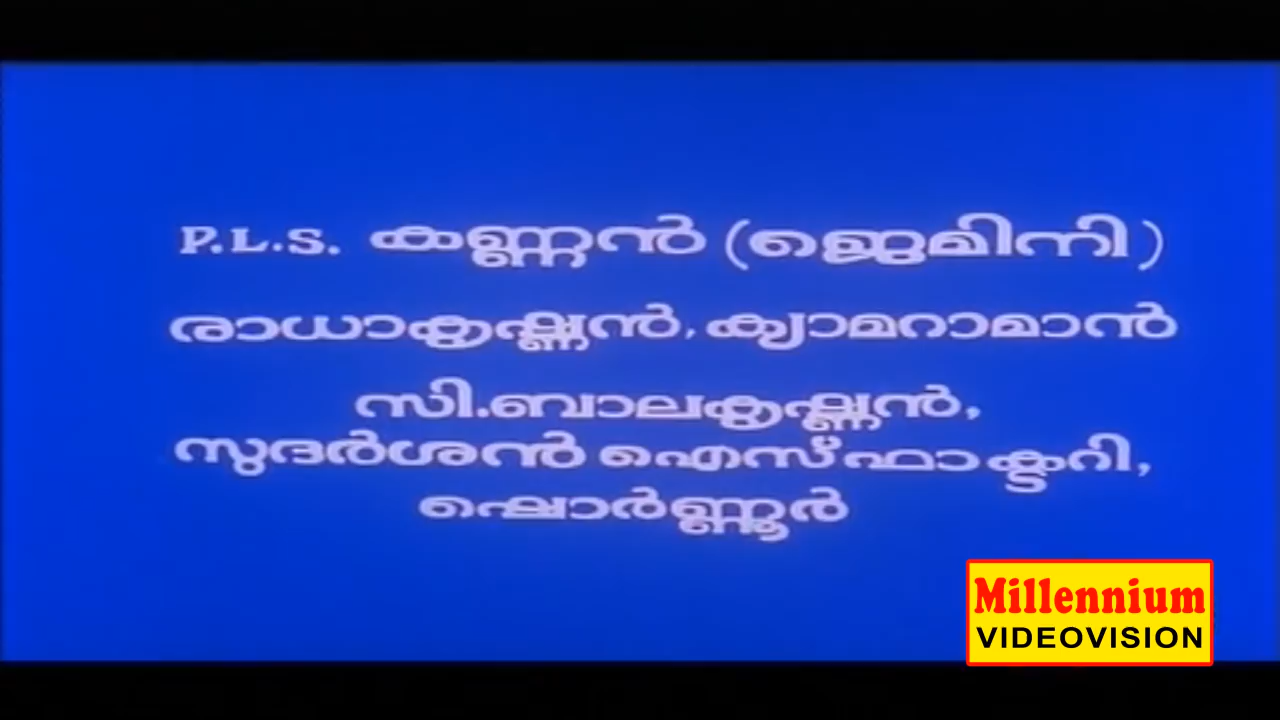 P.L.S. കണ്ണൻ (ജെമിനി)
രാധാകൃഷ്ണൻ, ക്യാമറാമാൻ
സി.ബാലകൃഷ്ണൻ,
സുദർശൻ ഐസ് ഫാക്ടറി,
ഷൊർണ്ണൂർ
Millennium
VIDEOVISION